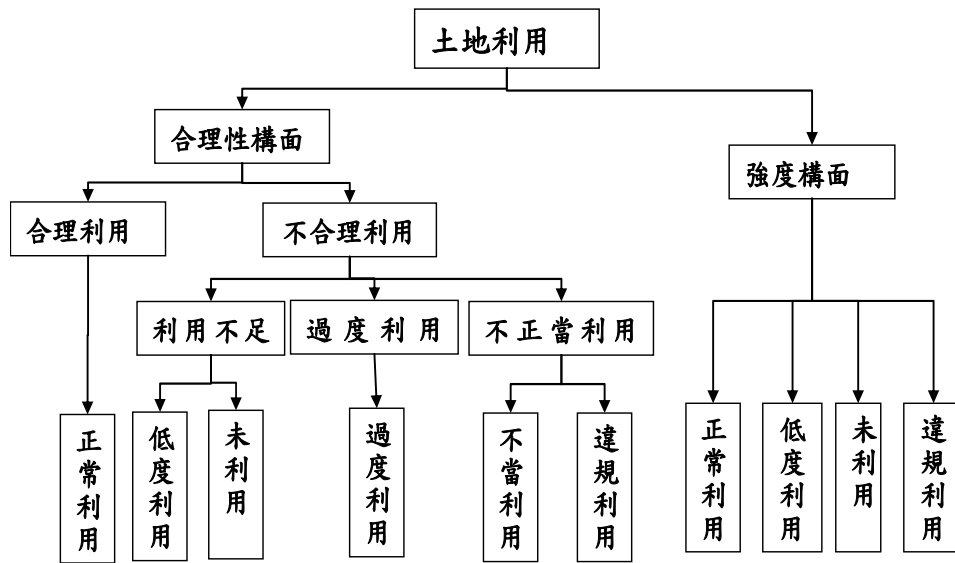 土地利用
合理性構面
強度構面
合理利用
不合理利用
利用不足
過度利用
不正當利用
正常利用
低度利用
未利用
過度利用
不當利用
違規利用
正常利用
低度利用
未利用
違規利用